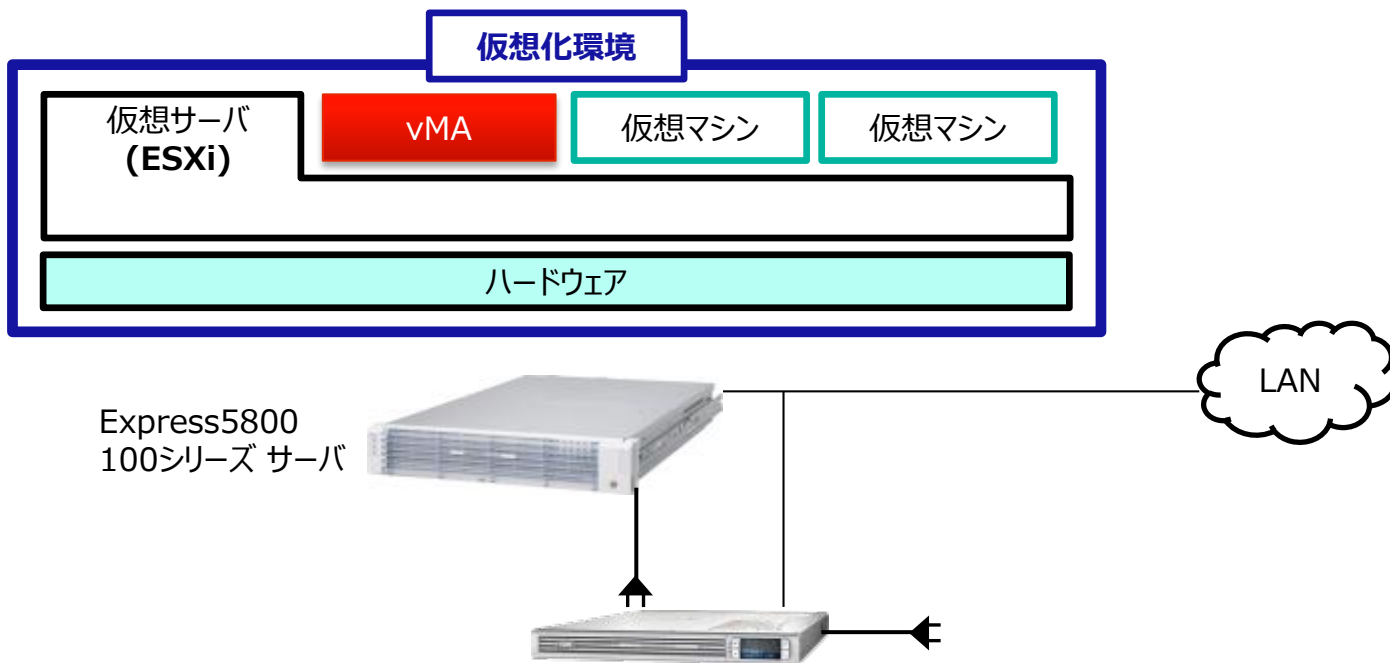 仮想化環境
仮想サーバ
(ESXi)
vMA
仮想マシン
仮想マシン
ハードウェア
LAN
Express5800
100シリーズ サーバ